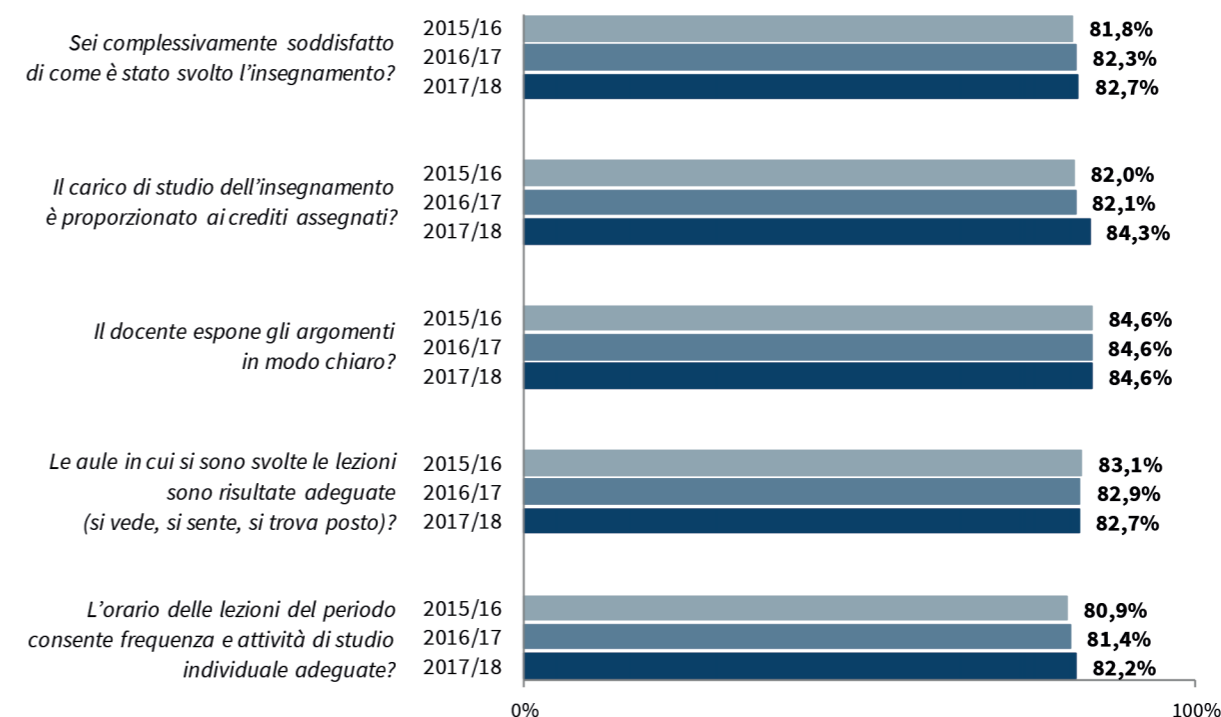 Sei complessivamente soddisfatto
di come è stato svolto l'insegnamento?
2015/16 81,8%
2016/17 82,3%
2017/18 82,7%
Il carico di studio dell'insegnamento
è proporzionato ai crediti assegnati?
2015/16 82,0%
2016/17 82,1%
2017/18 84,3%
Il docente espone gli argomenti
in modo chiaro?
2015/16 84,6%
2016/17 84,6%
2017/18 84,6%
Le aule in cui si sono svolte le lezioni
sono risultate adeguate
(si vede, si sente, si trova posto)?
2015/16 83,1%
2016/17 82,9%
2017/18 82,7%
L'orario delle lezioni del periodo
consente frequenza e attività di studio
individuale adeguate?
2015/16 80,9%
2016/17 81,4%
2017/18 82,2%
0% 100%